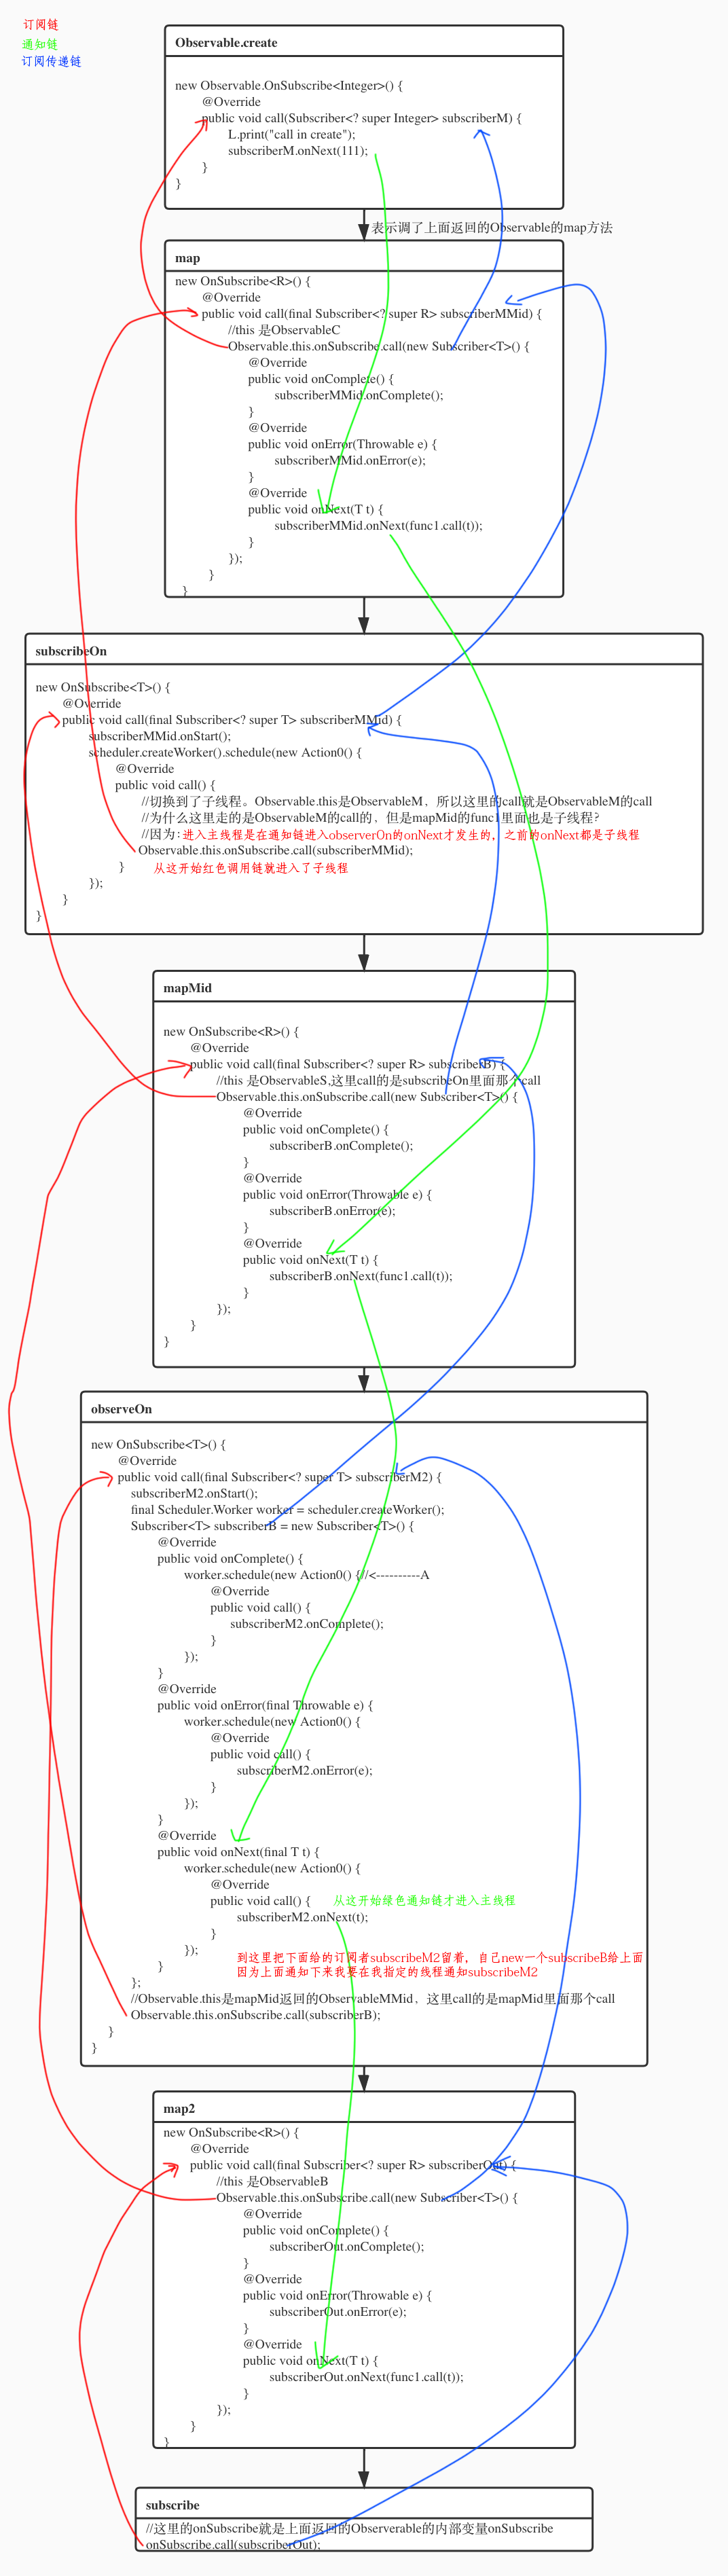 订阅链
通知链
订阅传递链
Observable.create
new Observable.OnSubscribe<Integer>() {
@Override
public void call(Subscriber<? super Integer> subscriberM) {
L.print("call in create");
subscriberM.onNext(111);
}
}
表示调了上面返回的Observable的map方法
map
new OnSubscribe<R>() {
@Override
public void call(final Subscriber<? super R> subscriberMMid) {
//this 是ObservableC
Observable.this.onSubscribe.call(new Subscriber<T>() {
@Override
public void onComplete() {
subscriberMMid.onComplete();
}
@Override
public void onError(Throwable e) {
subscriberMMid.onError(e);
}
@Override
public void onNext(T t) {
subscriberMMid.onNext(func1.call(t));
}
});
}
}
subscribeOn
new OnSubscribe<T>() {
@Override
public void call(final Subscriber<? super T> subscriberMMid) {
subscriberMMid.onStart();
scheduler.createWorker().schedule(new Action0() {
@Override
public void call() {
//切换到了子线程。Observable.this是ObservableM，所以这里的call就是ObservableM的call
//为什么这里走的是ObservableM的call的，但是mapMid的func1里面也是子线程?
//因为:进入主线程是在通知链进入observerOn的onNext才发生的，之前的onNext都是子线程
Observable.this.onSubscribe.call(subscriberMMid);
} 从这开始红色调用链就进入了子线程
});
}
}
mapMid
new OnSubscribe<R>() {
@Override
public void call(final Subscriber<? super R> subscriberB) {
//this 是ObservableS,这里call的是subscribeOn里面那个call
Observable.this.onSubscribe.call(new Subscriber<T>() {
@Override
public void onComplete() {
subscriberB.onComplete();
}
@Override
public void onError(Throwable e) {
subscriberB.onError(e);
}
@Override
public void onNext(T t) {
subscriberB.onNext(func1.call(t));
}
});
}
}
observeOn
new OnSubscribe<T>() {
@Override
public void call(final Subscriber<? super T> subscriberM2) {
subscriberM2.onStart();
final Scheduler.Worker worker = scheduler.createWorker();
Subscriber<T> subscriberB = new Subscriber<T>() {
@Override
public void onComplete() {
worker.schedule(new Action0() {//<----------A
@Override
public void call() {
subscriberM2.onComplete();
}
});
}
@Override
public void onError(final Throwable e) {
worker.schedule(new Action0() {
@Override
public void call() {
subscriberM2.onError(e);
}
});
}
@Override
public void onNext(final T t) {
worker.schedule(new Action0() {
@Override
public void call() { 从这开始绿色通知链才进入主线程
subscriberM2.onNext(t);
}
});
到这里把下面给的订阅者subscribeM2留着，自己new一个subscribeB给上面
}
因为上面通知下来我要在我指定的线程通知subscribeM2
};
//Observable.this是mapMid返回的ObservableMMid，这里call的是mapMid里面那个call
Observable.this.onSubscribe.call(subscriberB);
}
}
map2
new OnSubscribe<R>() {
@Override
public void call(final Subscriber<? super R> subscriberOut) {
//this 是ObservableB
Observable.this.onSubscribe.call(new Subscriber<T>() {
@Override
public void onComplete() {
subscriberOut.onComplete();
}
@Override
public void onError(Throwable e) {
subscriberOut.onError(e);
}
@Override
public void onNext(T t) {
subscriberOut.onNext(func1.call(t));
}
});
}
}
subscribe
//这里的onSubscribe就是上面返回的Observerable的内部变量onSubscribe
onSubscribe.call(subscriberOut);